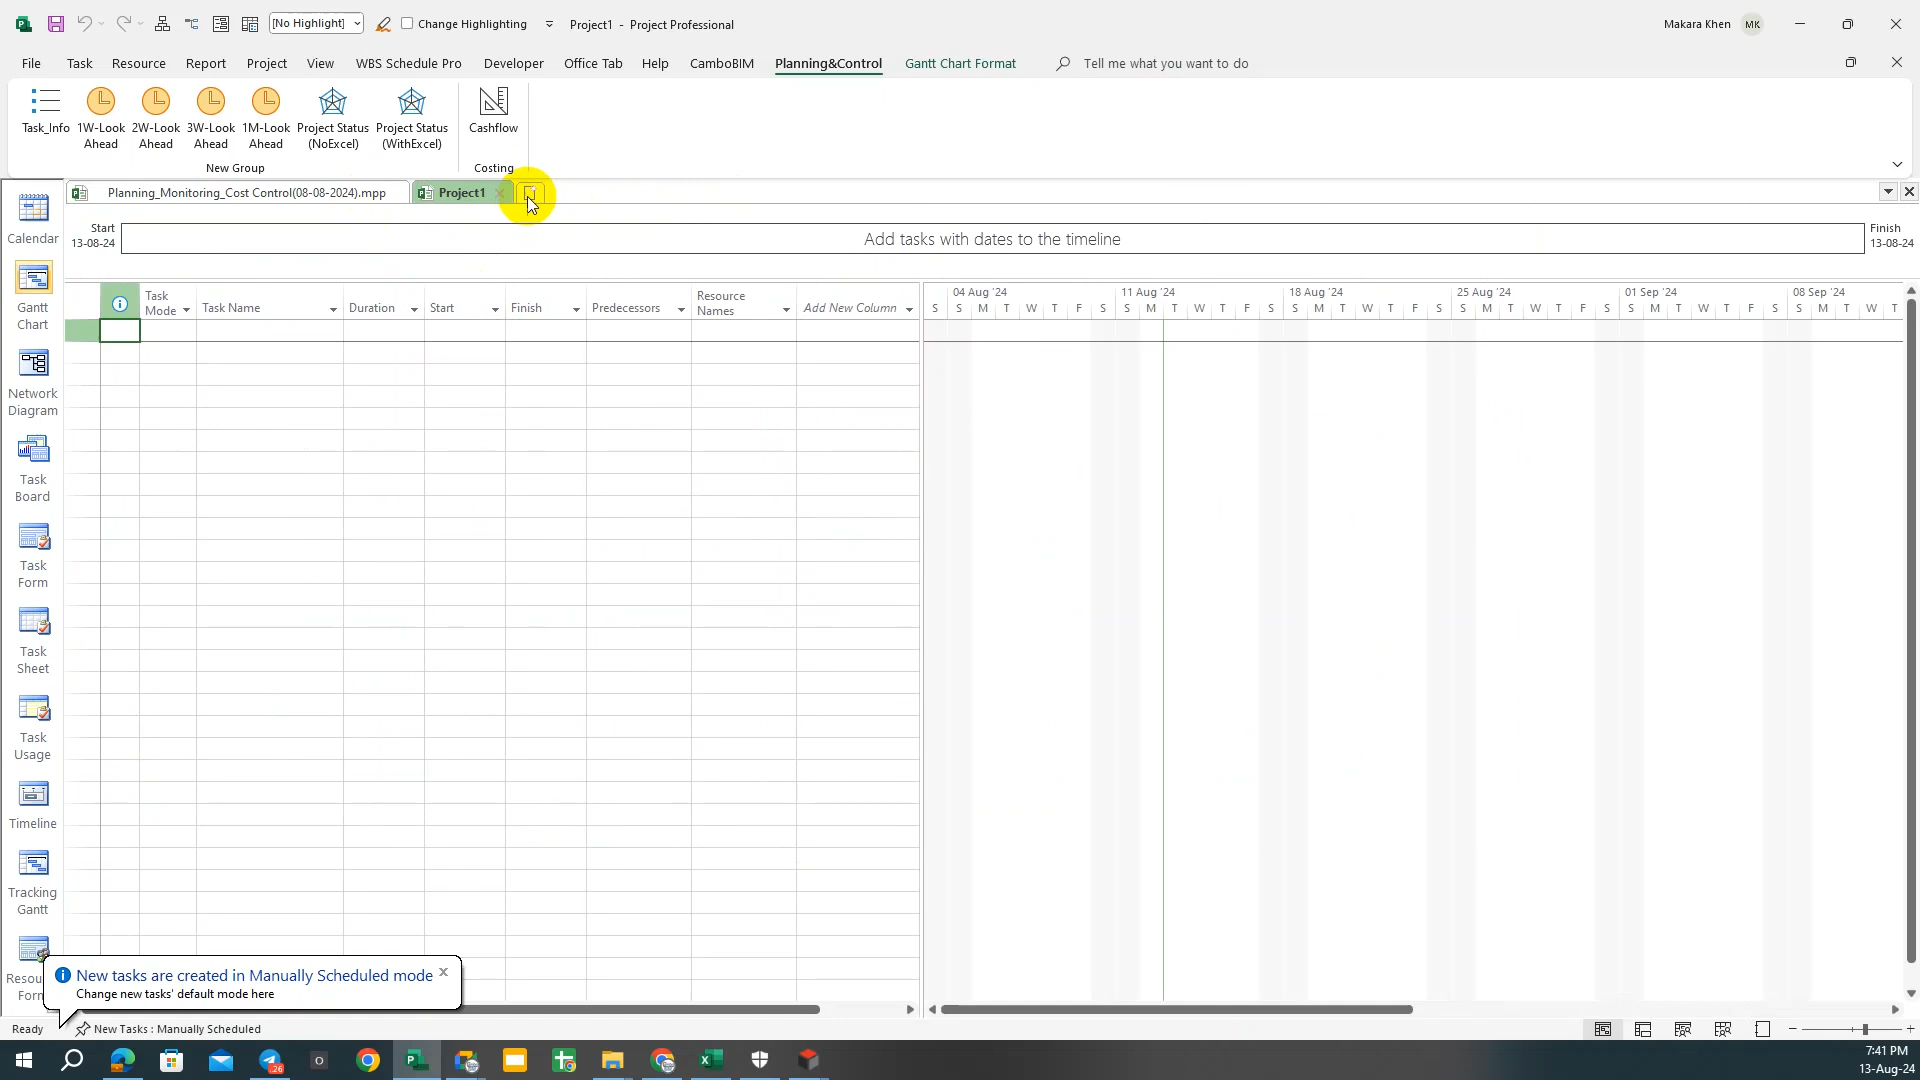 [No Highlight]
Change Highlighting
Project1 - Project Professional
Makara Khen
MK
File
Task
Resource
Report
Project
View
WBS Schedule Pro
Developer
Office Tab
Help
CamboBIM
Planning&Control
Gantt Chart Format
Tell me what you want to do
Task_Info
1W-Look
Ahead
2W-Look
Ahead
3W-Look
Ahead
1M-Look
Ahead
Project Status
(NoExcel)
Project Status
(WithExcel)
Cashflow
New Group
Costing
Planning_Monitoring_Cost Control(08-08-2024).mpp
Project1
Start
13-08-24
Add tasks with dates to the timeline
Finish
13-08-24
Calendar
Gantt
Chart
Network
Diagram
Task
Board
Task
Form
Task
Sheet
Task
Usage
Timeline
Tracking
Gantt
Resou
Form
Task
Mode
Task Name
Duration
Start
Finish
Predecessors
Resource
Names
Add New Column
04 Aug '24
11 Aug '24
18 Aug '24
25 Aug '24
01 Sep '24
08 Sep '24
S S M T W T F S S M T W T F S S M T W T F S S M T W T F S S M T W T F S S M T W T
New tasks are created in Manually Scheduled mode
Change new tasks' default mode here
Ready
New Tasks : Manually Scheduled
26
7:41 PM
13-Aug-24